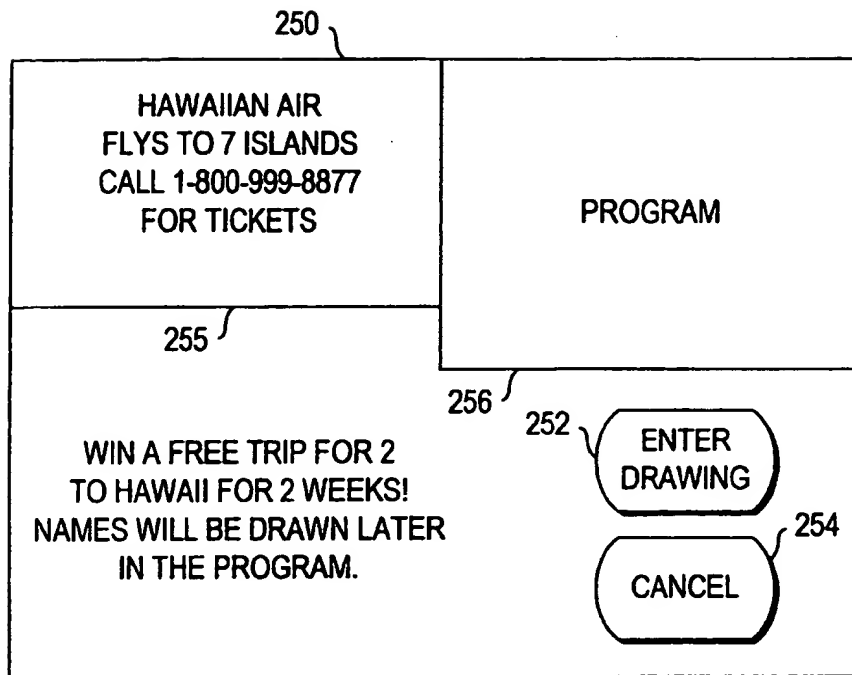 250
HAWAIIAN AIR
FLYS TO 7 ISLANDS
CALL 1-800-999-8877
FOR TICKETS
PROGRAM
255
256
252
ENTER
DRAWING
WIN A FREE TRIP FOR 2
TO HAWAII FOR 2 WEEKS!
NAMES WILL BE DRAWN LATER
IN THE PROGRAM.
254
CANCEL